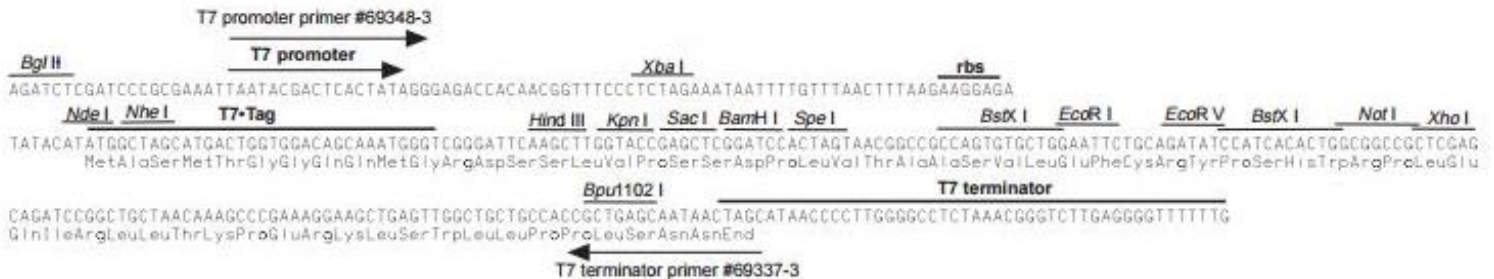 T7 promoter primer #69348-3
T7 promoter
Bgl II Xba I rbs
AGATCTCGATCCCGCGAAATTAATACGACTCACTATAGGGAGACCACAACGGTTTCCCTCTAGAAATAATTTTGTTTAACTTTAAGAAGGAGA
Nde I Nhe I T7•Tag Hind III Kpn I Sac I BamH I Spe I BstX I EcoR I EcoR V BstX I Not I Xho I
TATACATATGGCTAGCATGACTGGTGGACAGCAAATGGGTCGGGATTCAAGCTTGGTACCGAGCTCGGATCCACTAGTAACGGCCGCCAGTGTGCTGGAATTCTGCAGATATCCATCACACTGGCGGCCGCTCGAG
MetAlaSerMetThrGlyGlyGlnGlnMetGlyArgAspSerSerLeuValProSerSerAspProLeuValThrAlaAlaSerValLeuGluPheCysArgTyrProSerHisTrpArgProLeuGlu
Bpu1102 I T7 terminator
CAGATCCGGCTGCTAACAAAGCCCGAAAGGAAGCTGAGTTGGCTGCTGCCACCGCTGAGCAATAACTAGCATAACCCCTTGGGGCCTCTAAACGGGTCTTGAGGGGTTTTTTG
GlnIleArgLeuLeuThrLysProGluArgLysLeuSerTrpLeuLeuProProLeuSerAsnAsnEnd
T7 terminator primer #69337-3